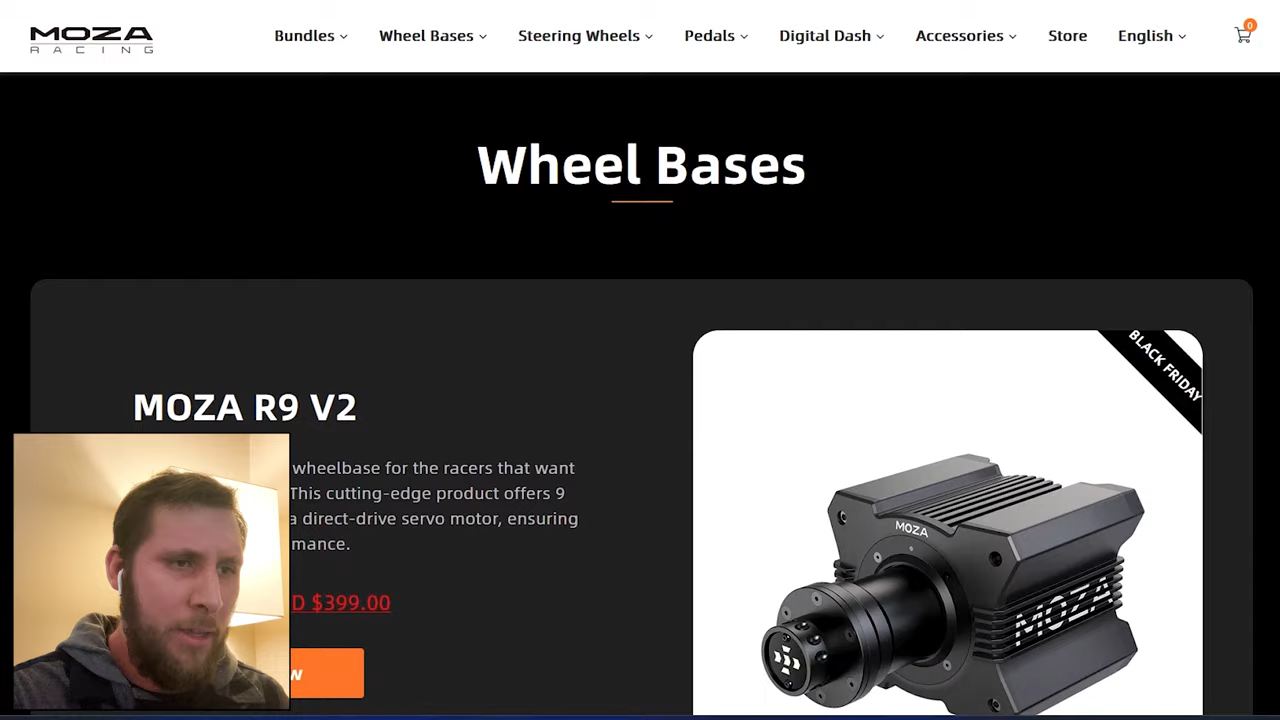 MOZA
RACING
Bundles
Wheel Bases
Steering Wheels
Pedals
Digital Dash
Accessories
Store
English
0
Wheel Bases
MOZA R9 V2
BLACK FRIDAY
wheelbase for the racers that want
This cutting-edge product offers 9
a direct-drive servo motor, ensuring
mance.
D $399.00
W
MOZA
MOZA